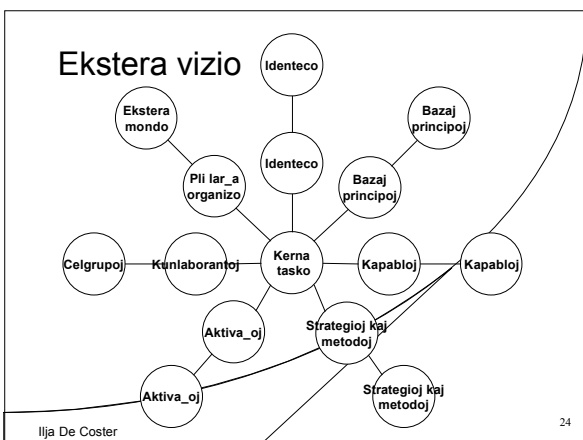 Ekstera vizio
Identeco
Ekstera
mondo
Bazaj
principoj
Identeco
Pli lar_a
organizo
Bazaj
principoj
Celgrupoj
Kunlaborantoj
Kerna
tasko
Kapabloj
Kapabloj
Aktiva_oj
Strategioj kaj
metodoj
Aktiva_oj
Strategioj kaj
metodoj
Ilja De Coster
24